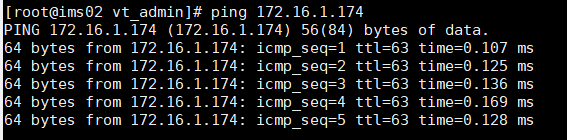 [root@ims02 vt_admin]# ping 172.16.1.174
PING 172.16.1.174 (172.16.1.174) 56(84) bytes of data.
64 bytes from 172.16.1.174: icmp_seq=1 ttl=63 time=0.107 ms
64 bytes from 172.16.1.174: icmp_seq=2 ttl=63 time=0.125 ms
64 bytes from 172.16.1.174: icmp_seq=3 ttl=63 time=0.136 ms
64 bytes from 172.16.1.174: icmp_seq=4 ttl=63 time=0.169 ms
64 bytes from 172.16.1.174: icmp_seq=5 ttl=63 time=0.128 ms